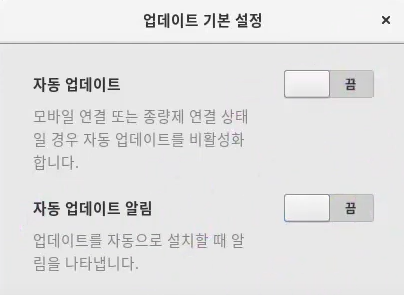 업데이트 기본 설정
자동 업데이트
끔
모바일 연결 또는 종량제 연결 상태
일 경우 자동 업데이트를 비활성화
합니다.
자동 업데이트 알림
끔
업데이트를 자동으로 설치할 때 알
림을 나타냅니다.